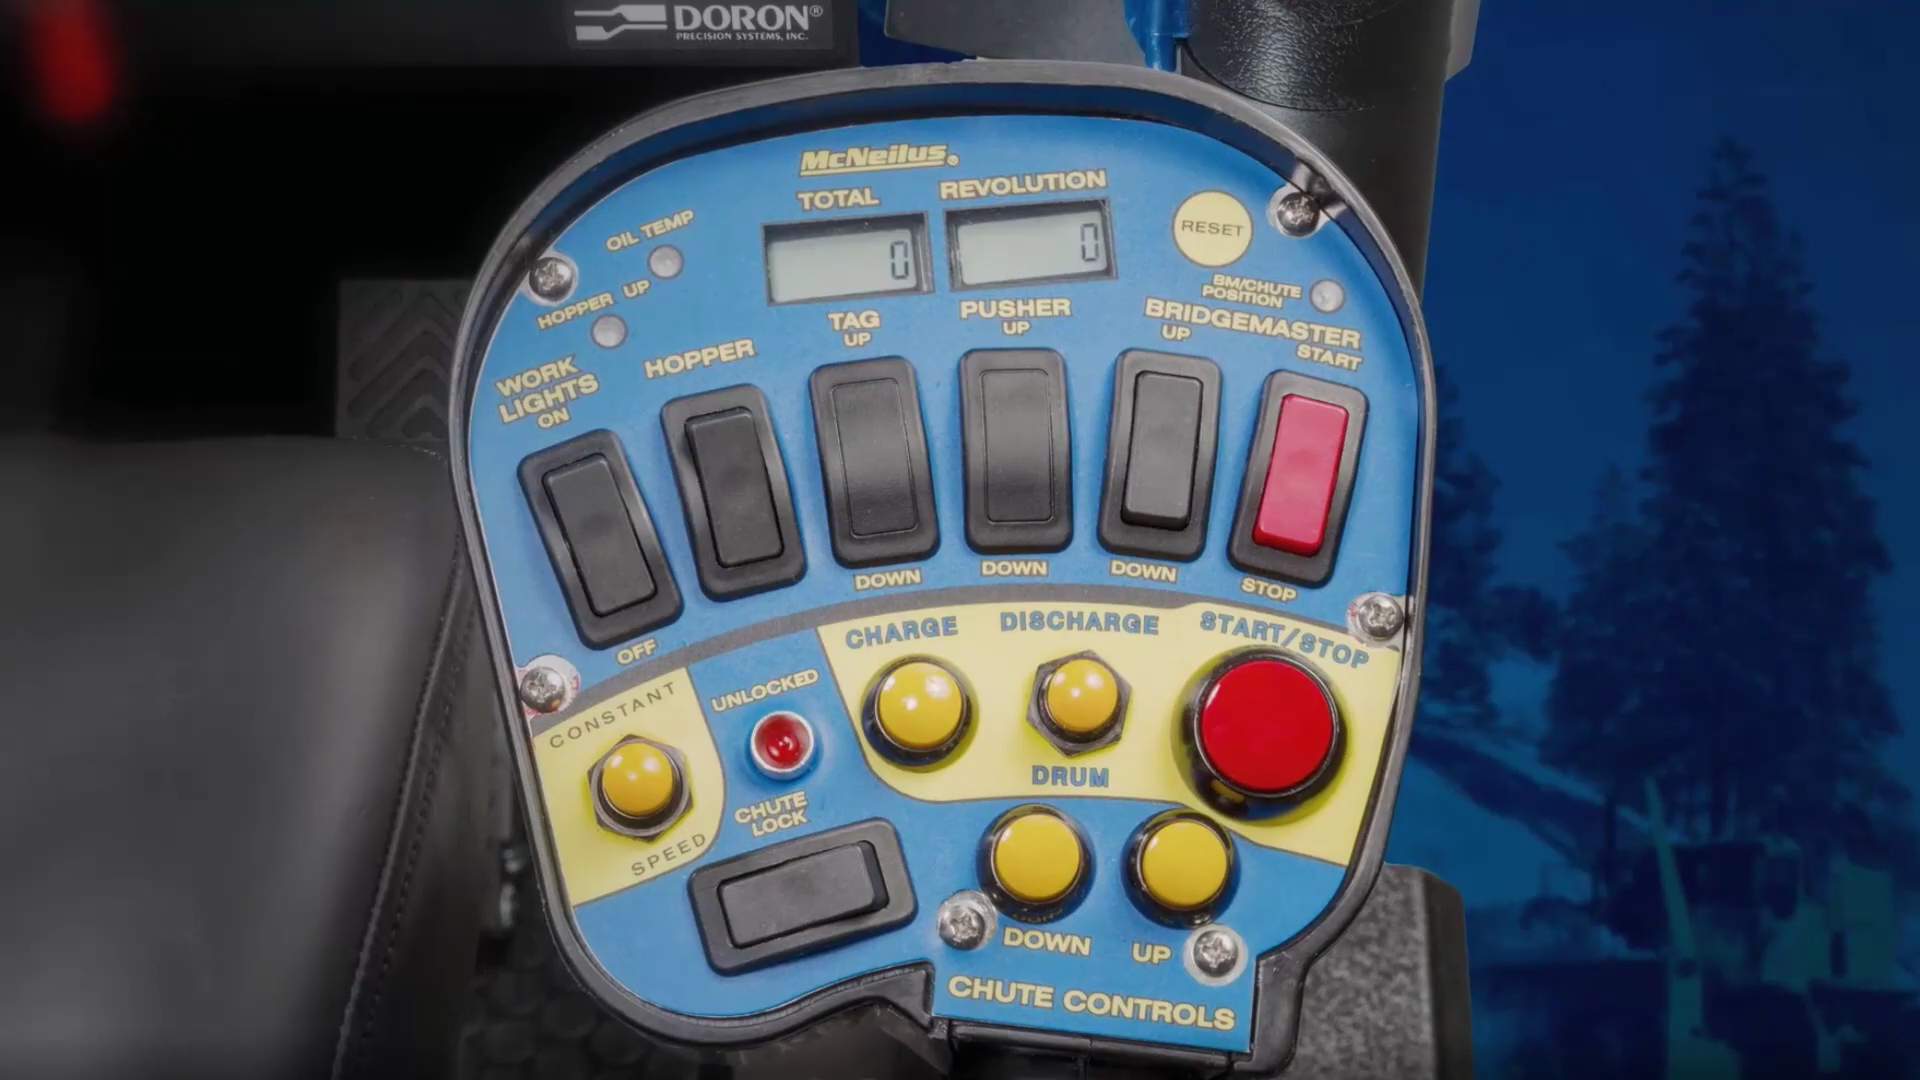 DORON®
PRECISION SYSTEMS, INC.
McNeilus®
TOTAL
REVOLUTION
0
0
RESET
OIL TEMP
HOPPER UP
BM/CHUTE
POSITION
WORK
LIGHTS
ON
OFF
HOPPER
TAG
UP
DOWN
PUSHER
UP
DOWN
BRIDGEMASTER
UP
DOWN
START
STOP
CONSTANT
SPEED
UNLOCKED
CHUTE
LOCK
CHARGE
DISCHARGE
START/STOP
DRUM
DOWN
UP
CHUTE CONTROLS